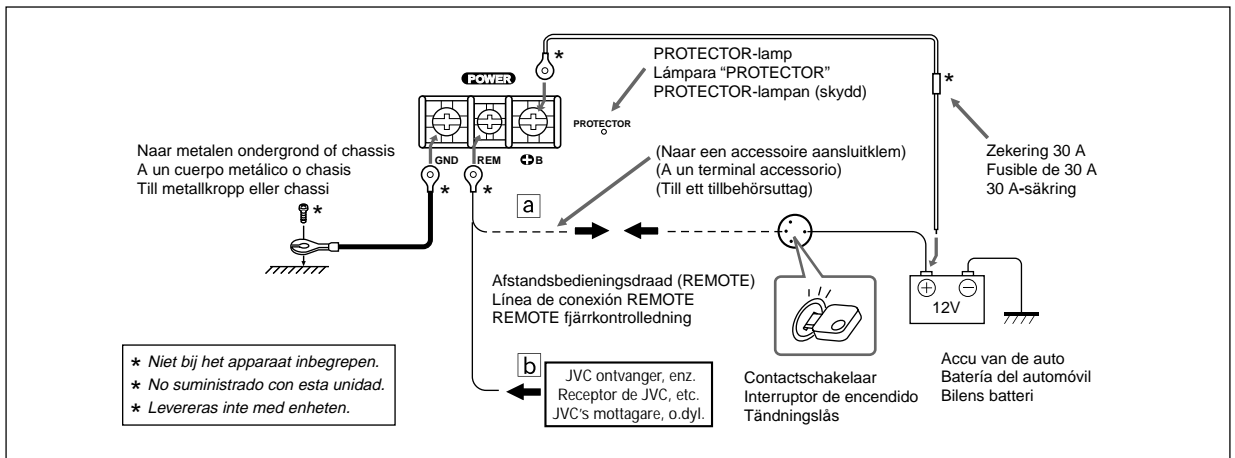 PROTECTOR-lamp
Lámpara “PROTECTOR”
PROTECTOR-lampan (skydd)
*
*
POWER
PROTECTOR
GND
REM
B
*
*
Naar metalen ondergrond of chassis
A un cuerpo metálico o chasis
Till metallkropp eller chassi
*
(Naar een accessoire aansluitklem)
(A un terminal accessorio)
(Till ett tillbehörsuttag)
Zekering 30 A
Fusible de 30 A
30 A-säkring
a
Afstandsbedieningsdraad (REMOTE)
Línea de conexión REMOTE
REMOTE fjärrkontrolledning
+ −
12V
* Niet bij het apparaat inbegrepen.
* No suministrado con esta unidad.
* Levereras inte med enheten.
b
JVC ontvanger, enz.
Receptor de JVC, etc.
JVC's mottagare, o.dyl.
Contactschakelaar
Interruptor de encendido
Tändningslås
Accu van de auto
Batería del automóvil
Bilens batteri